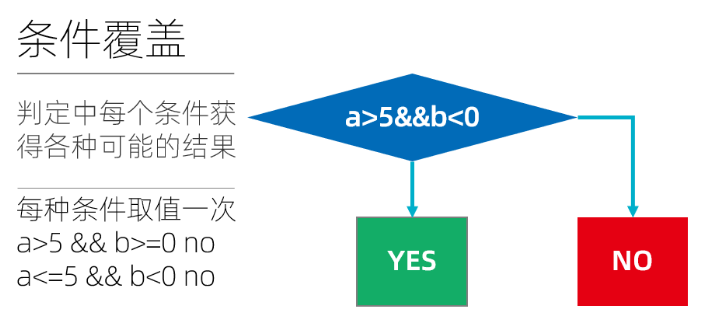 条件覆盖
判定中每个条件获
得各种可能的结果
每种条件取值一次
a>5 && b>=0 no
a<=5 && b<0 no
a>5&&b<0
YES
NO